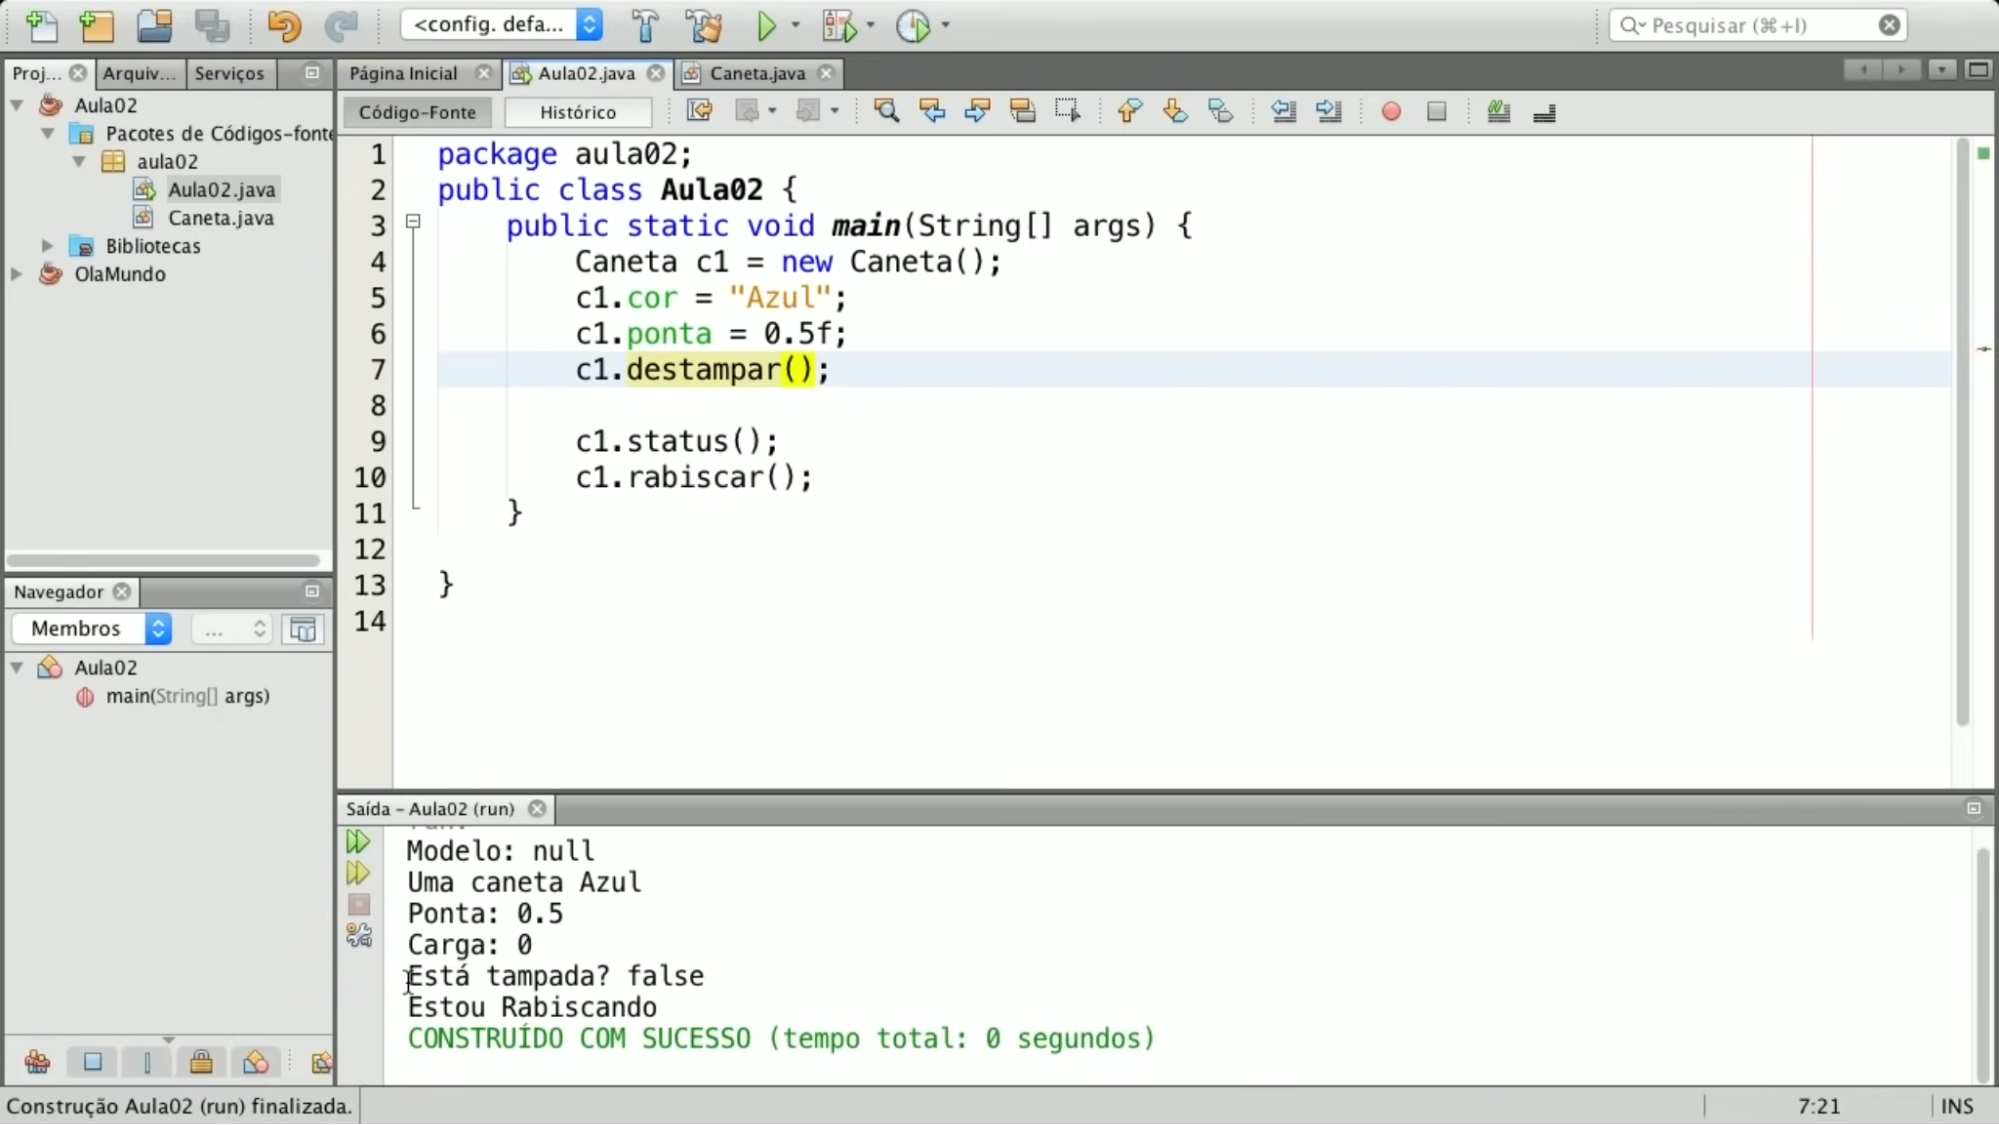 <config. defa...
Pesquisar (⌘+I)
Proj...
Arquiv...
Serviços
Página Inicial
Aula02.java
Caneta.java
Aula02
Pacotes de Códigos-fonte
aula02
Aula02.java
Caneta.java
Bibliotecas
OlaMundo
Código-Fonte
Histórico
1 package aula02;
2 public class Aula02 {
3 public static void main(String[] args) {
4 Caneta c1 = new Caneta();
5 c1.cor = "Azul";
6 c1.ponta = 0.5f;
7 c1.destampar();
8
9 c1.status();
10 c1.rabiscar();
11 }
12
13 }
14
Navegador
Membros
...
Aula02
main(String[] args)
Saída - Aula02 (run)
Modelo: null
Uma caneta Azul
Ponta: 0.5
Carga: 0
Está tampada? false
Estou Rabiscando
CONSTRUÍDO COM SUCESSO (tempo total: 0 segundos)
Construção Aula02 (run) finalizada.
7:21
INS